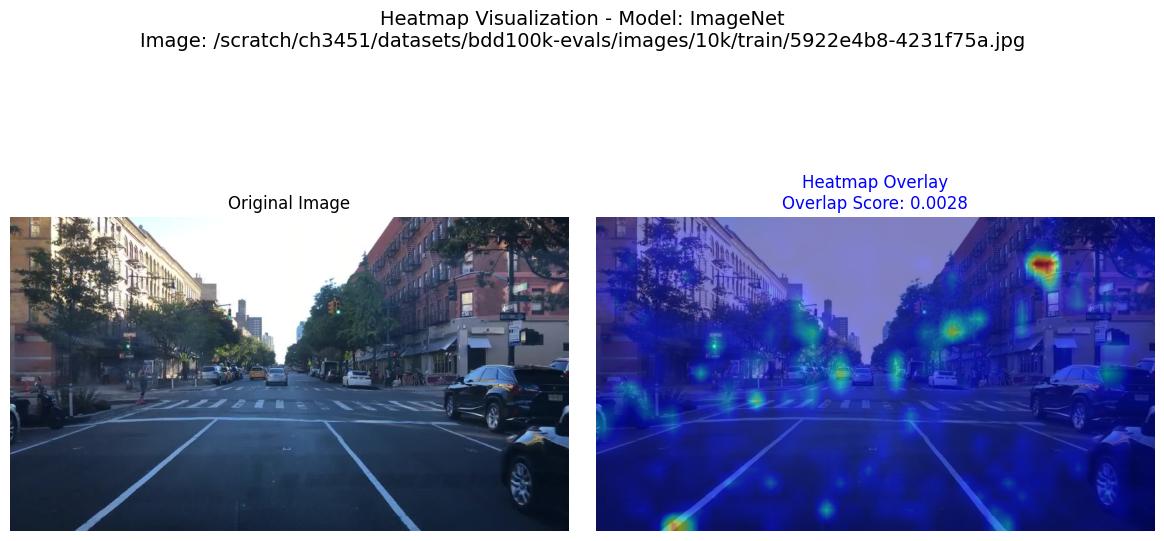 Heatmap Visualization - Model: ImageNet
Image: /scratch/ch3451/datasets/bdd100k-evals/images/10k/train/5922e4b8-4231f75a.jpg
Original Image
Heatmap Overlay
Overlap Score: 0.0028